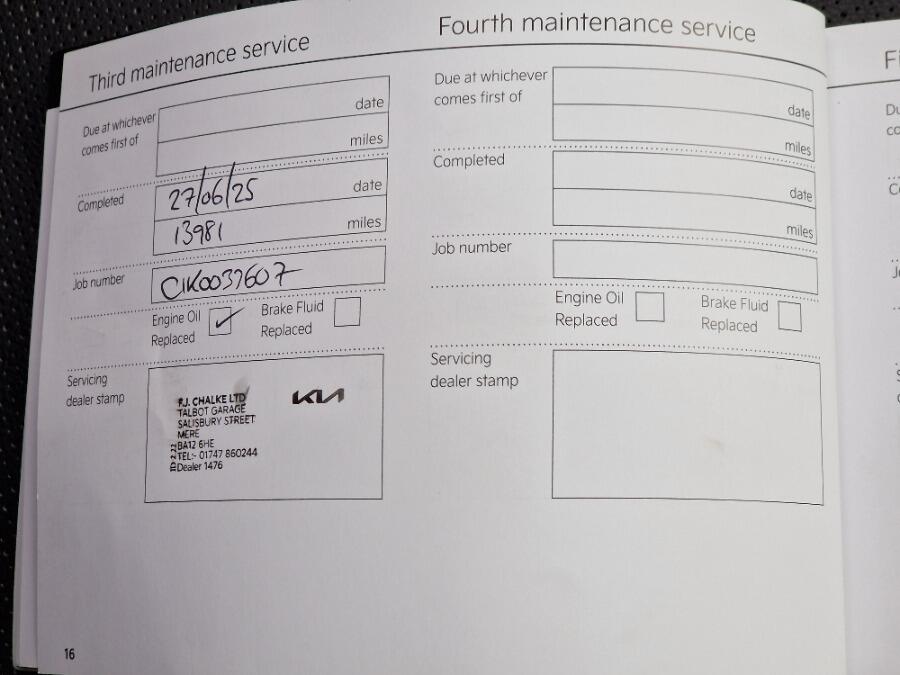 Third maintenance service
Due at whichever
comes first of
date
miles
Completed
27/06/25
date
13981
miles
Job number
CIK0037607
Engine Oil
Replaced
✓
Brake Fluid
Replaced
Servicing
dealer stamp
F.J. CHALKE LTD
TALBOT GARAGE
SALISBURY STREET
MERE
BA12 6HE
TEL:- 01747 860244
Dealer 1476
KIA
16
Fourth maintenance service
Due at whichever
comes first of
date
miles
Completed
date
miles
Job number
Engine Oil
Replaced
Brake Fluid
Replaced
Servicing
dealer stamp